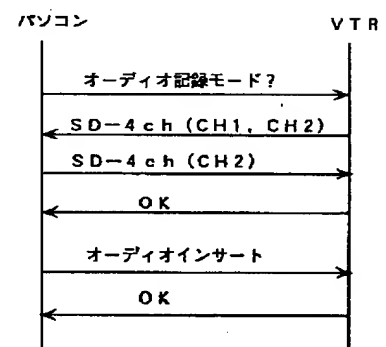 パソコン
VTR
オーディオ記録モード?
SD-4ch (CH1, CH2)
SD-4ch (CH2)
OK
オーディオインサート
OK